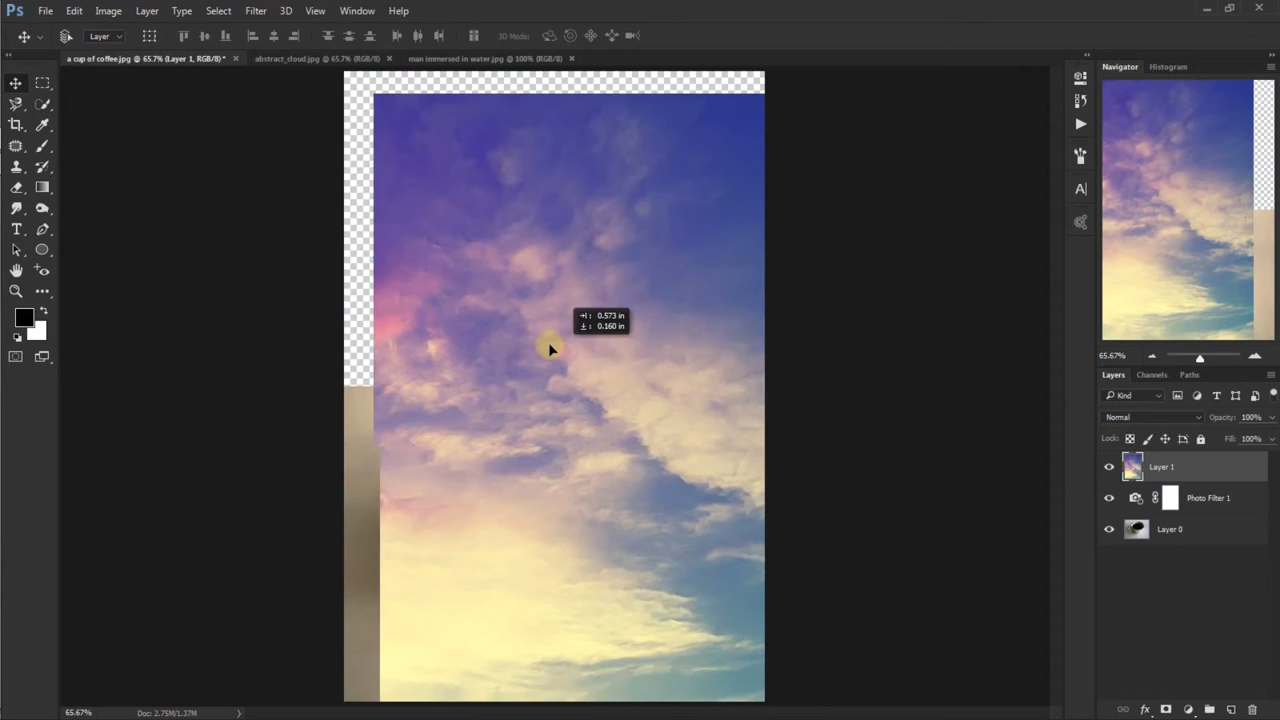 Ps File Edit Image Layer Type Select Filter 3D View Window Help
Layer 3D Mode:
a cup of coffee.jpg @ 65.7% (Layer 1, RGB/8) * × abstract_cloud.jpg @ 65.7% (RGB/8) × man immersed in water.jpg @ 100% (RGB/8) ×
Navigator Histogram
→I : 0.573 in
↓ : 0.160 in
65.67%
Layers Channels Paths
Kind
Normal Opacity: 100%
Lock: Fill: 100%
Layer 1
Photo Filter 1
Layer 0
65.67% Doc: 2.75M/1.37M